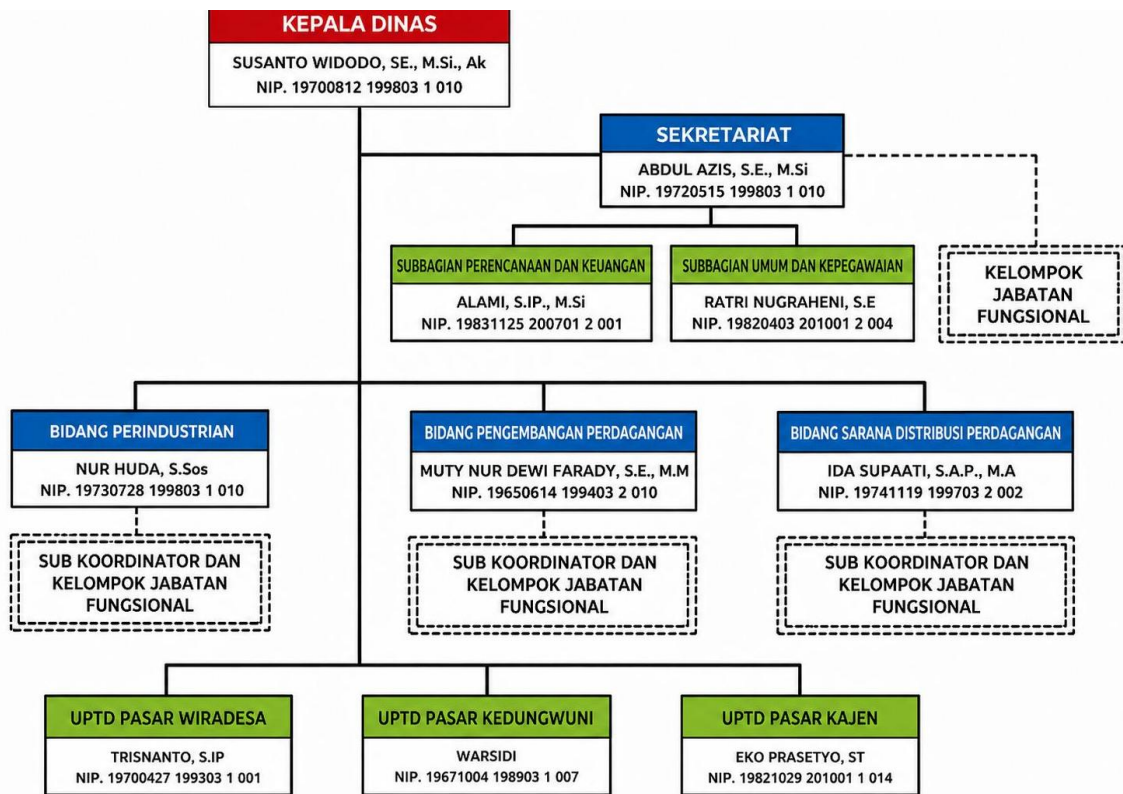 KEPALA DINAS
SUSANTO WIDODO, SE., M.Si., Ak
NIP. 19700812 199803 1 010
SEKRETARIAT
ABDUL AZIS, S.E., M.Si
NIP. 19720515 199803 1 010
SUBBAGIAN PERENCANAAN DAN KEUANGAN
ALAMI, S.IP., M.Si
NIP. 19831125 200701 2 001
SUBBAGIAN UMUM DAN KEPEGAWAIAN
RATRI NUGRAHENI, S.E
NIP. 19820403 201001 2 004
KELOMPOK
JABATAN
FUNGSIONAL
BIDANG PERINDUSTRIAN
NUR HUDA, S.Sos
NIP. 19730728 199803 1 010
SUB KOORDINATOR DAN
KELOMPOK JABATAN
FUNGSIONAL
BIDANG PENGEMBANGAN PERDAGANGAN
MUTY NUR DEWI FARADY, S.E., M.M
NIP. 19650614 199403 2 010
SUB KOORDINATOR DAN
KELOMPOK JABATAN
FUNGSIONAL
BIDANG SARANA DISTRIBUSI PERDAGANGAN
IDA SUPAATI, S.A.P., M.A
NIP. 19741119 199703 2 002
SUB KOORDINATOR DAN
KELOMPOK JABATAN
FUNGSIONAL
UPTD PASAR WIRADESA
TRISNANTO, S.IP
NIP. 19700427 199303 1 001
UPTD PASAR KEDUNGWUNI
WARSIDI
NIP. 19671004 198903 1 007
UPTD PASAR KAJEN
EKO PRASETYO, ST
NIP. 19821029 201001 1 014